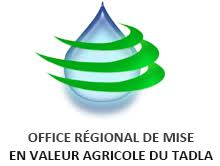 OFFICE RÉGIONAL DE MISE
EN VALEUR AGRICOLE DU TADLA